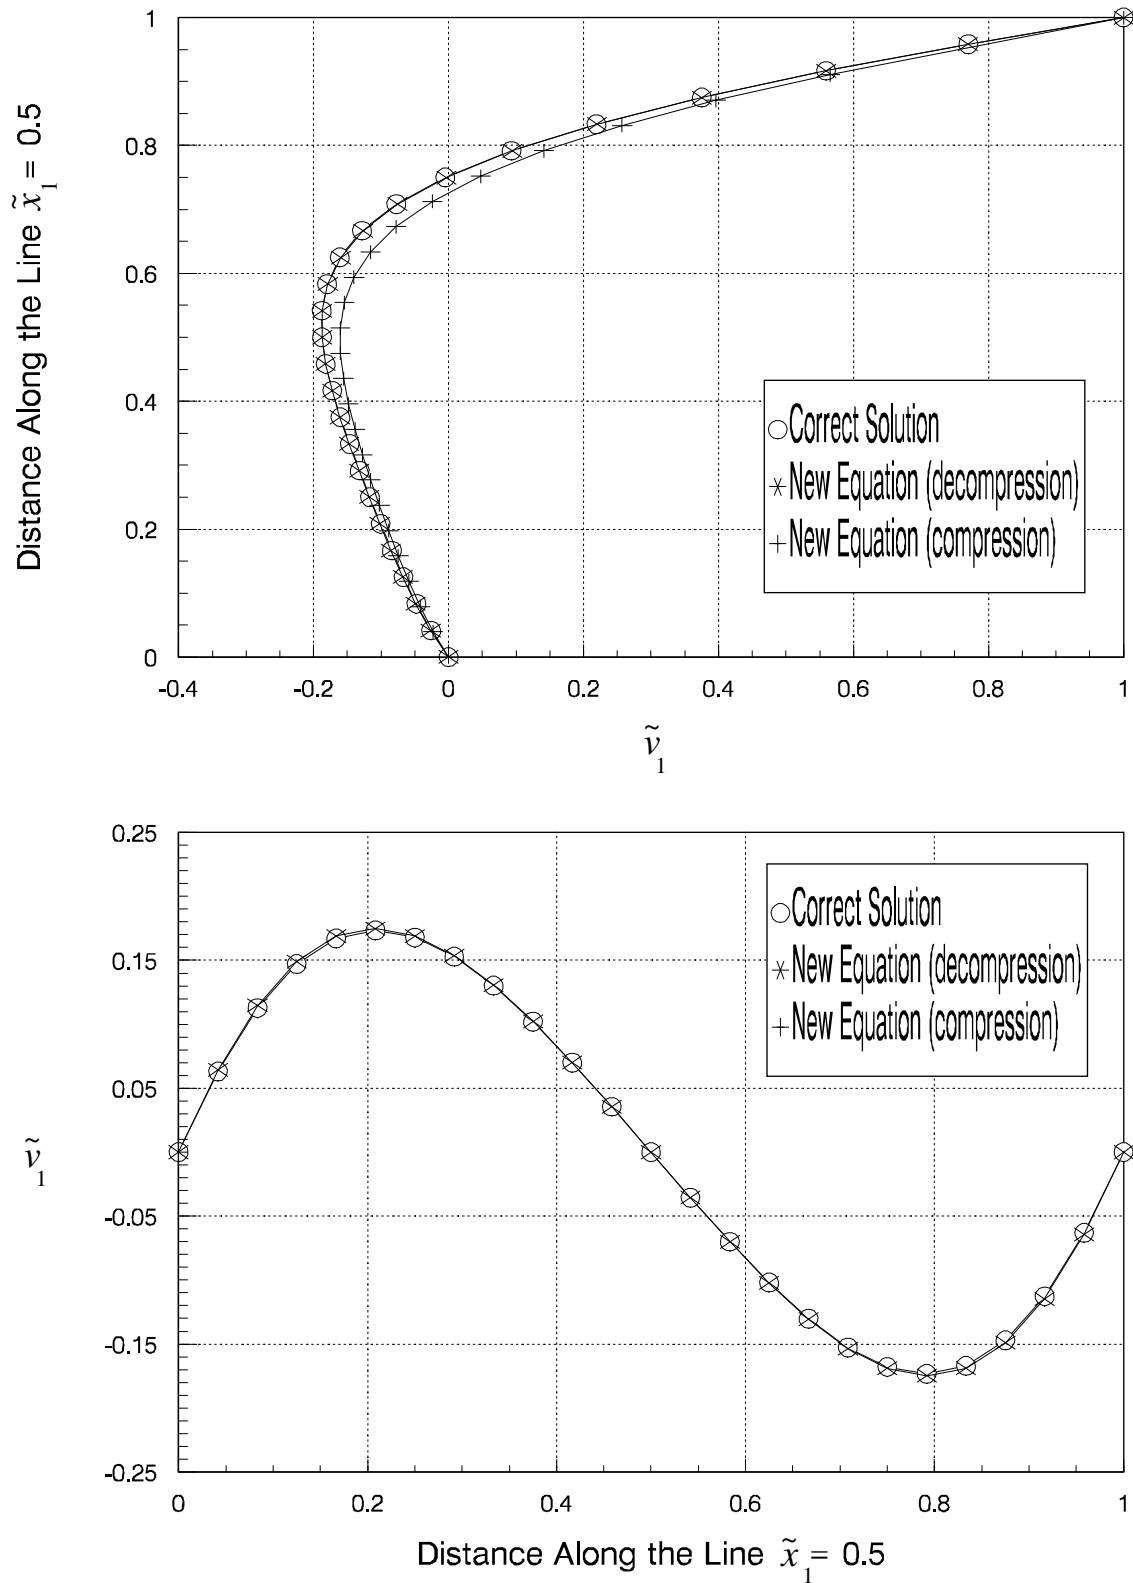 Distance Along the Line x̃₁ = 0.5
1
0.8
0.6
0.4
0.2
0
-0.4 -0.2 0 0.2 0.4 0.6 0.8 1
ṽ₁
Correct Solution
New Equation (decompression)
New Equation (compression)
0.25
0.15
0.05
-0.05
-0.15
-0.25
ṽ₁
Correct Solution
New Equation (decompression)
New Equation (compression)
0 0.2 0.4 0.6 0.8 1
Distance Along the Line x̃₁ = 0.5